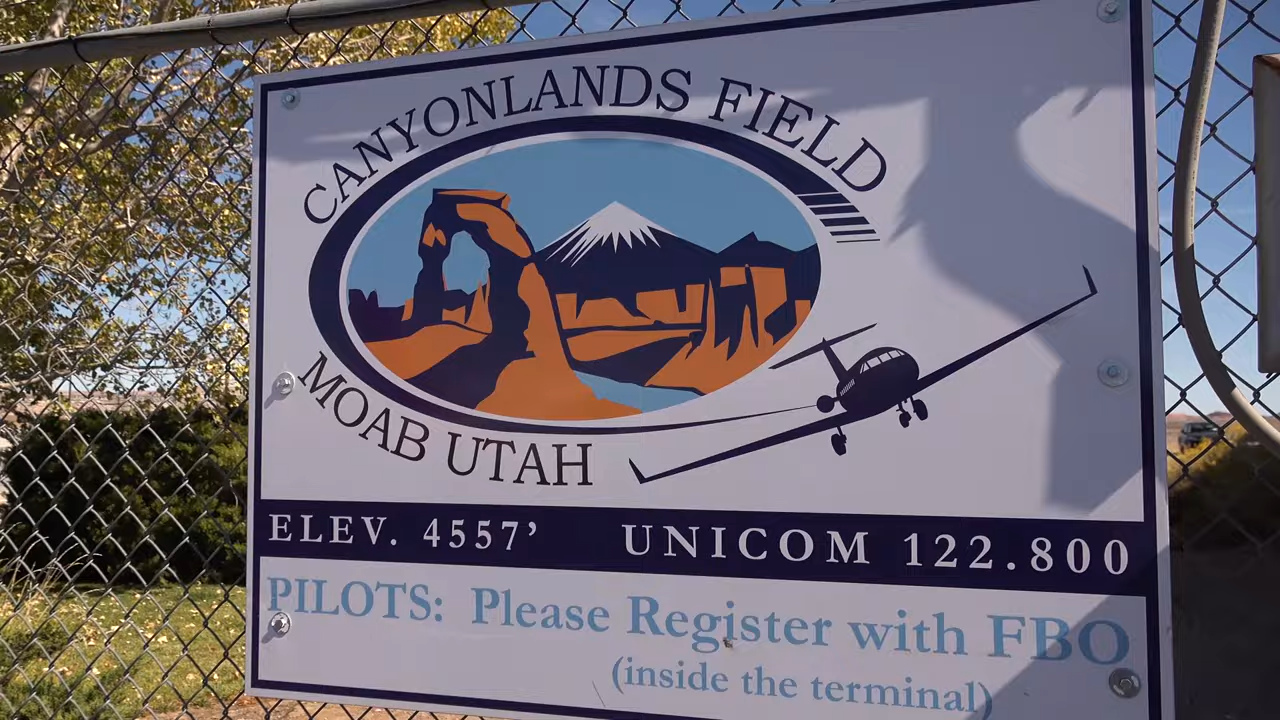 CANYONLANDS FIELD
MOAB UTAH
ELEV. 4557’ UNICOM 122.800
PILOTS: Please Register with FBO
(inside the terminal)